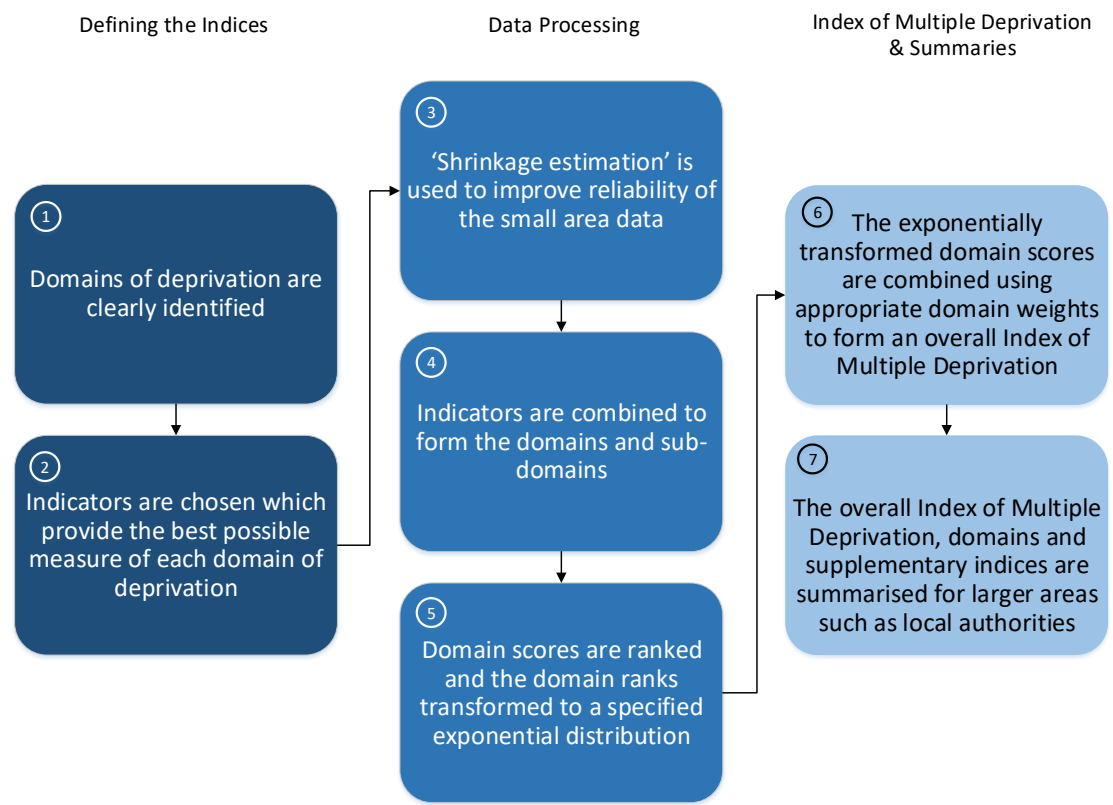 Defining the Indices
1
Domains of deprivation are
clearly identified
2
Indicators are chosen which
provide the best possible
measure of each domain of
deprivation
Data Processing
3
‘Shrinkage estimation’ is
used to improve reliability of
the small area data
4
Indicators are combined to
form the domains and sub-
domains
5
Domain scores are ranked
and the domain ranks
transformed to a specified
exponential distribution
Index of Multiple Deprivation
& Summaries
6
The exponentially
transformed domain scores
are combined using
appropriate domain weights
to form an overall Index of
Multiple Deprivation
7
The overall Index of Multiple
Deprivation, domains and
supplementary indices are
summarised for larger areas
such as local authorities